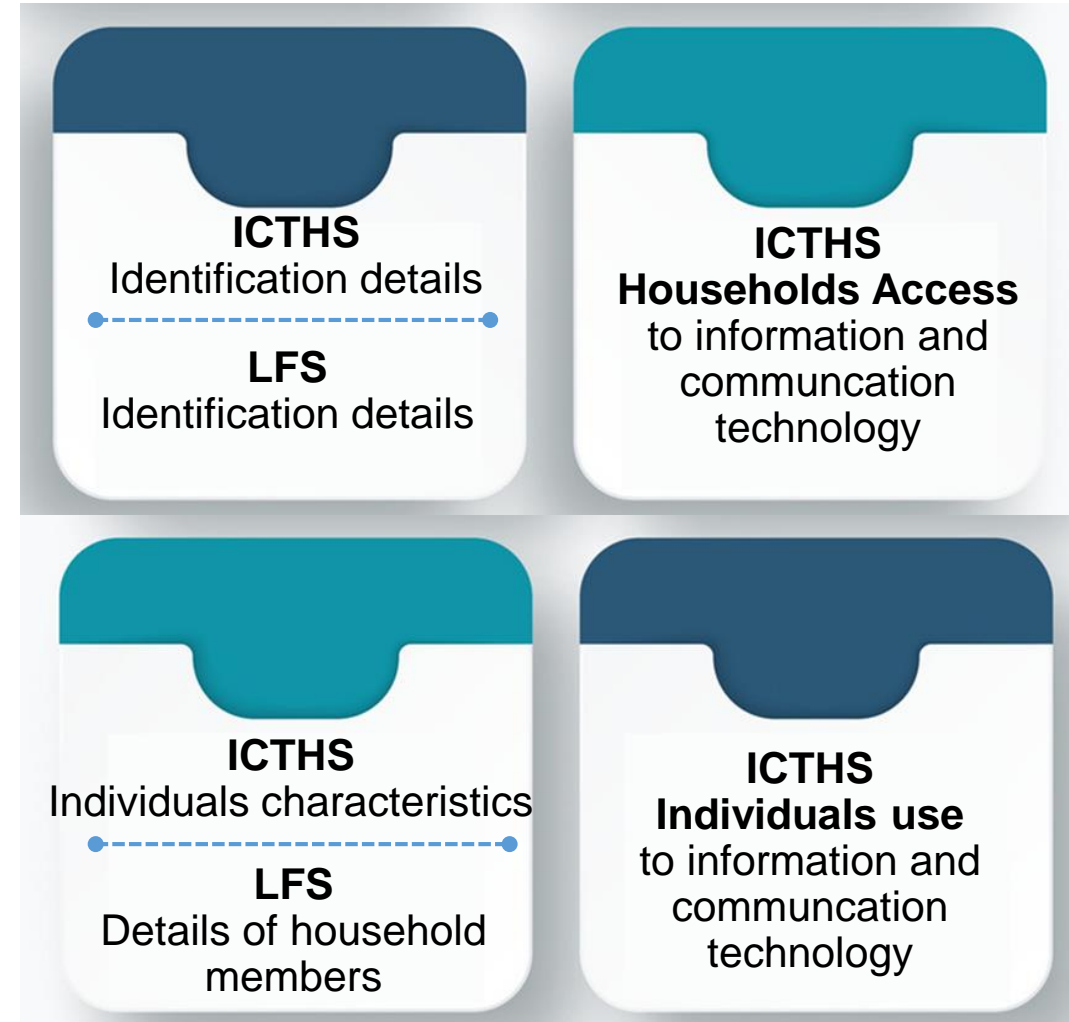 ICTHS
Identification details
LFS
Identification details
ICTHS
Households Access
to information and
communcation
technology
ICTHS
Individuals characteristics
LFS
Details of household
members
ICTHS
Individuals use
to information and
communcation
technology